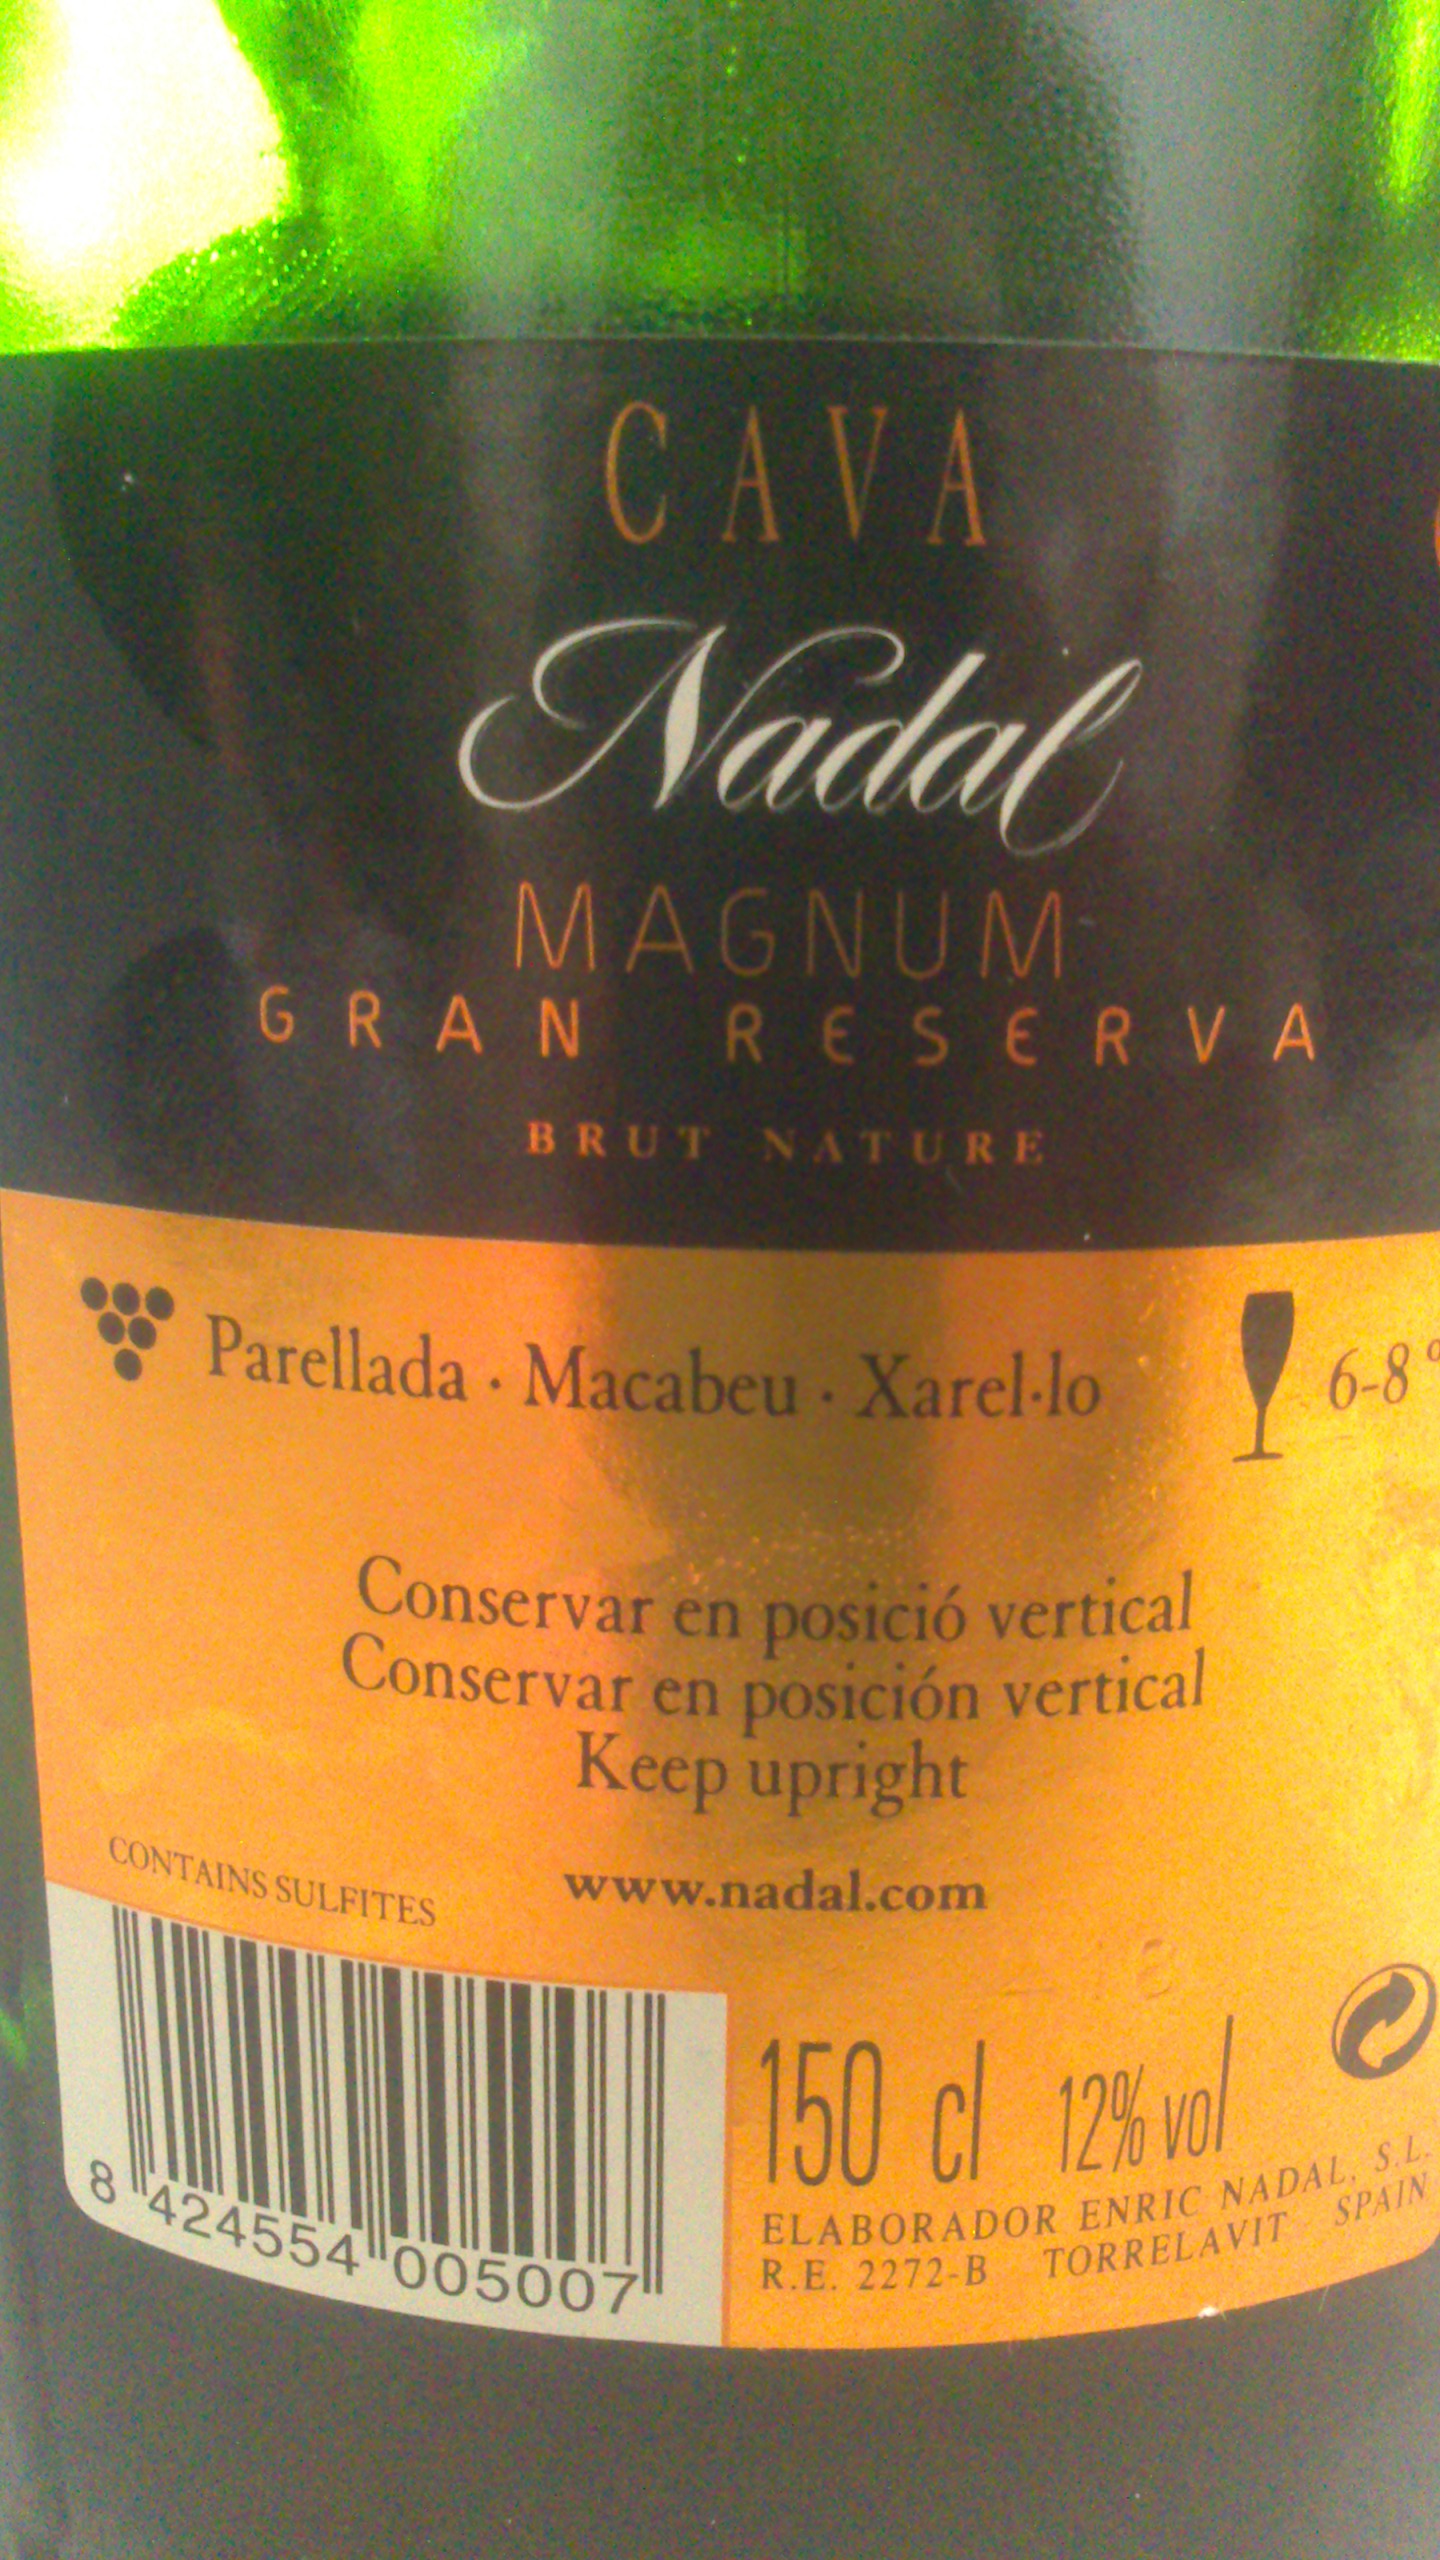 CAVA
Nadal
MAGNUM
GRAN RESERVA
BRUT NATURE
Parellada · Macabeu · Xarel·lo
6-8º
Conservar en posició vertical
Conservar en posición vertical
Keep upright
CONTAINS SULFITES
www.nadal.com
150 cl 12% vol
ELABORADOR ENRIC NADAL, S.L.
R.E. 2272-B TORRELAVIT SPAIN
8 424554 005007